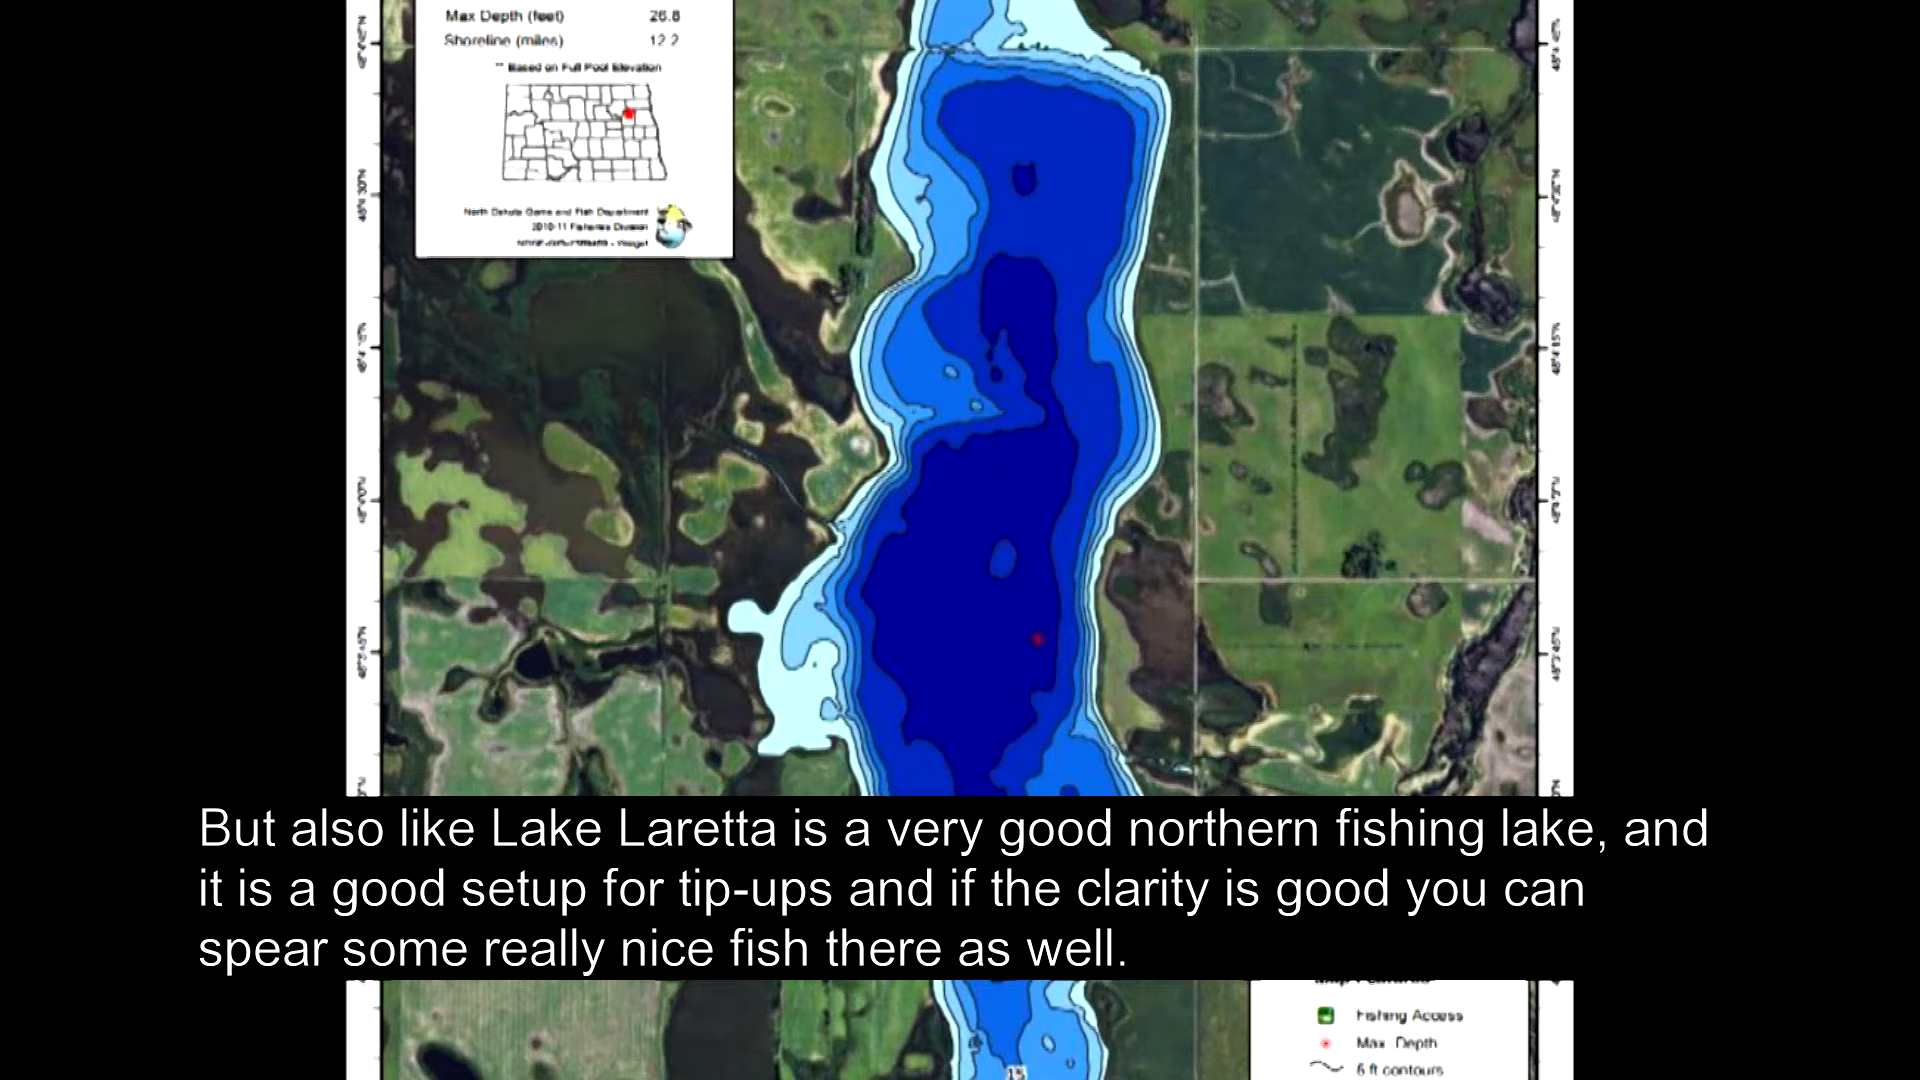 Max Depth (feet) 26.8
Shoreline (miles) 12.2
** Based on Full Pool Elevation
North Dakota Game and Fish Department
2010-11 Fisheries Division
But also like Lake Laretta is a very good northern fishing lake, and
it is a good setup for tip-ups and if the clarity is good you can
spear some really nice fish there as well.
Fishing Access
Max Depth
5 ft contours
15